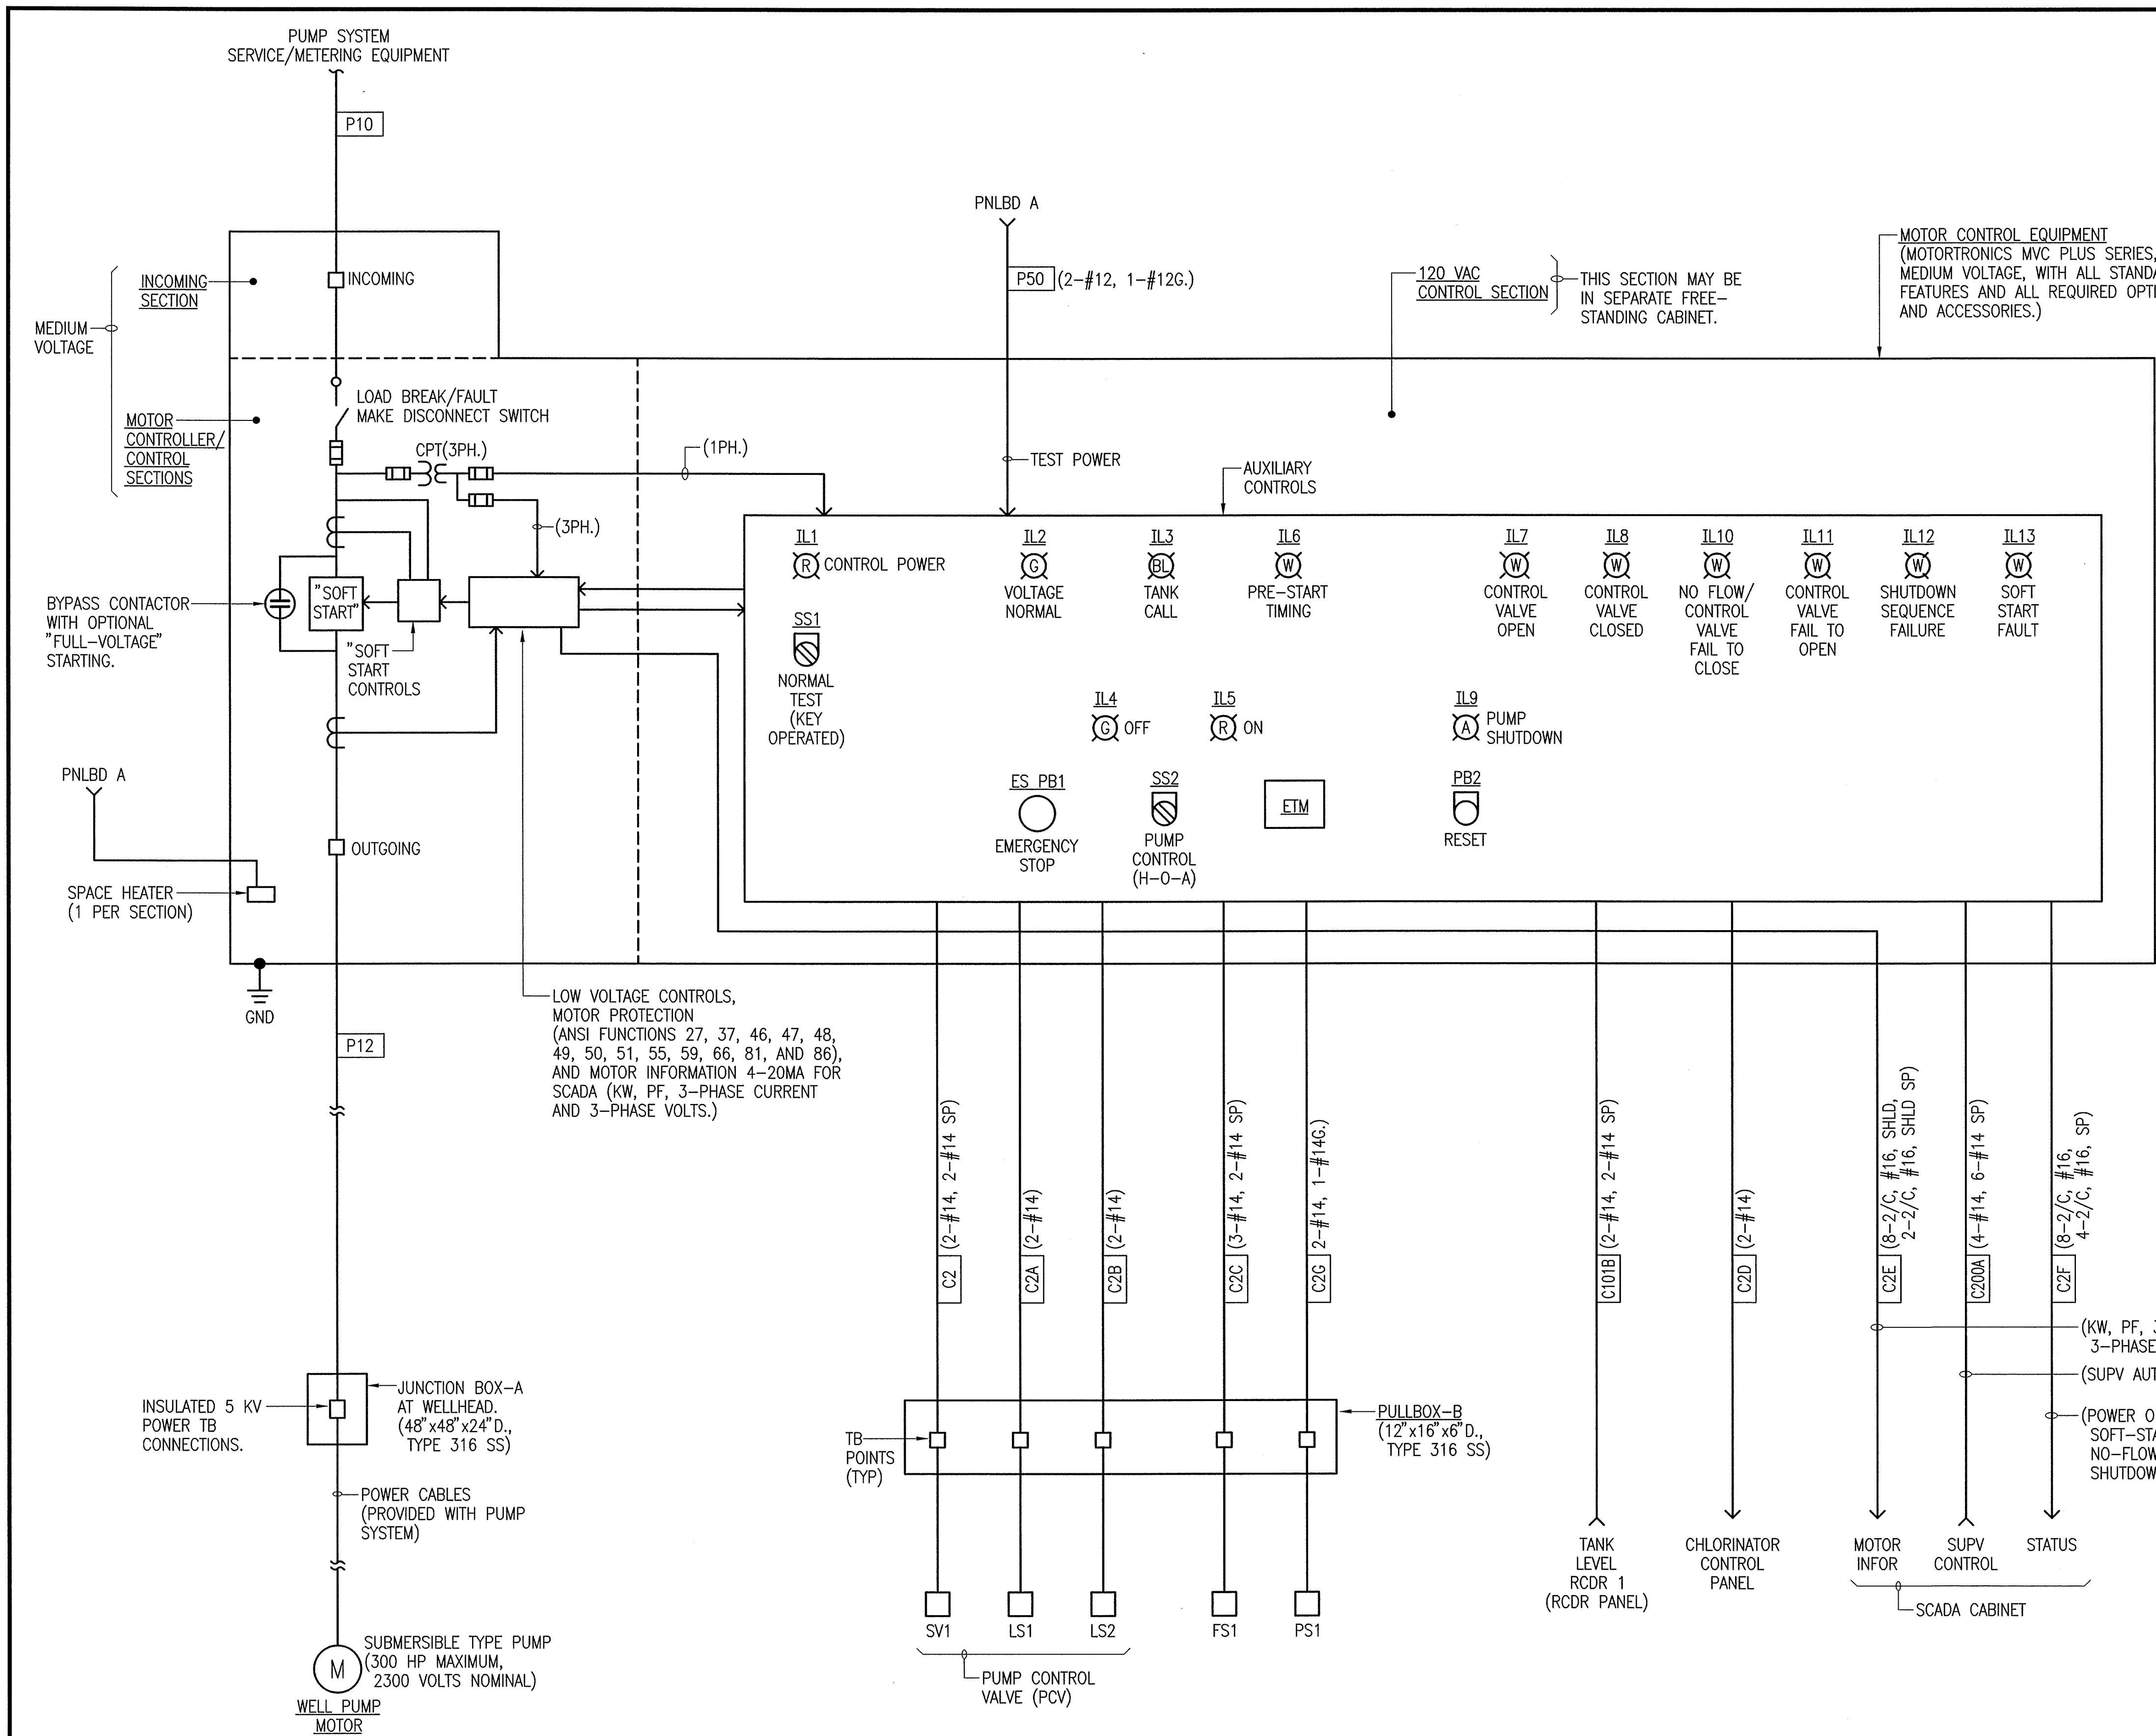 PUMP SYSTEM
SERVICE/METERING EQUIPMENT
P10
PNLBD A
P50 (2-#12, 1-#12G.)
120 VAC
CONTROL SECTION
THIS SECTION MAY BE
IN SEPARATE FREE-
STANDING CABINET.
MOTOR CONTROL EQUIPMENT
(MOTORTRONICS MVC PLUS SERIES,
MEDIUM VOLTAGE, WITH ALL STANDA
FEATURES AND ALL REQUIRED OPTI
AND ACCESSORIES.)
INCOMING
SECTION
INCOMING
MEDIUM
VOLTAGE
MOTOR
CONTROLLER/
CONTROL
SECTIONS
LOAD BREAK/FAULT
MAKE DISCONNECT SWITCH
CPT(3PH.)
(1PH.)
(3PH.)
TEST POWER
AUXILIARY
CONTROLS
BYPASS CONTACTOR
WITH OPTIONAL
"FULL-VOLTAGE"
STARTING.
"SOFT
START"
"SOFT
START
CONTROLS
IL1
R CONTROL POWER
IL2
G
VOLTAGE
NORMAL
IL3
BL
TANK
CALL
IL6
W
PRE-START
TIMING
IL7
W
CONTROL
VALVE
OPEN
IL8
W
CONTROL
VALVE
CLOSED
IL10
W
NO FLOW/
CONTROL
VALVE
FAIL TO
CLOSE
IL11
W
CONTROL
VALVE
FAIL TO
OPEN
IL12
W
SHUTDOWN
SEQUENCE
FAILURE
IL13
W
SOFT
START
FAULT
SS1
NORMAL
TEST
(KEY
OPERATED)
IL4
G OFF
IL5
R ON
IL9
A PUMP
SHUTDOWN
ES PB1
EMERGENCY
STOP
SS2
PUMP
CONTROL
(H-O-A)
ETM
PB2
RESET
PNLBD A
OUTGOING
SPACE HEATER
(1 PER SECTION)
GND
LOW VOLTAGE CONTROLS,
MOTOR PROTECTION
(ANSI FUNCTIONS 27, 37, 46, 47, 48,
49, 50, 51, 55, 59, 66, 81, AND 86),
AND MOTOR INFORMATION 4-20MA FOR
SCADA (KW, PF, 3-PHASE CURRENT
AND 3-PHASE VOLTS.)
P12
C2 (2-#14, 2-#14 SP)
C2A (2-#14)
C2B (2-#14)
C2C (3-#14, 2-#14 SP)
C2G 2-#14, 1-#14G.)
C101B (2-#14, 2-#14 SP)
C2D (2-#14)
C2E (8-2/C, #16, SHLD,
2-2/C, #16, SHLD SP)
C200A (4-#14, 6-#14 SP)
C2F (8-2/C, #16,
4-2/C, #16, SP)
(KW, PF, 3
3-PHASE
(SUPV AUT
(POWER O
SOFT-STA
NO-FLOW
SHUTDOW
INSULATED 5 KV
POWER TB
CONNECTIONS.
JUNCTION BOX-A
AT WELLHEAD.
(48"x48"x24"D.,
TYPE 316 SS)
TB
POINTS
(TYP)
PULLBOX-B
(12"x16"x6"D.,
TYPE 316 SS)
POWER CABLES
(PROVIDED WITH PUMP
SYSTEM)
M
SUBMERSIBLE TYPE PUMP
(300 HP MAXIMUM,
2300 VOLTS NOMINAL)
WELL PUMP
MOTOR
SV1
LS1
LS2
FS1
PS1
PUMP CONTROL
VALVE (PCV)
TANK
LEVEL
RCDR 1
(RCDR PANEL)
CHLORINATOR
CONTROL
PANEL
MOTOR
INFOR
SUPV
CONTROL
STATUS
SCADA CABINET